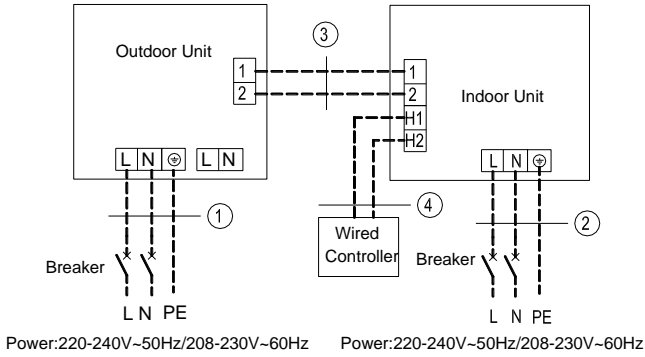 Outdoor Unit
1
2
L N
L N
3
1
2
H1
H2
Indoor Unit
L N
1
Breaker
L N PE
Power:220-240V~50Hz/208-230V~60Hz
4
Wired
Controller
2
Breaker
L N PE
Power:220-240V~50Hz/208-230V~60Hz